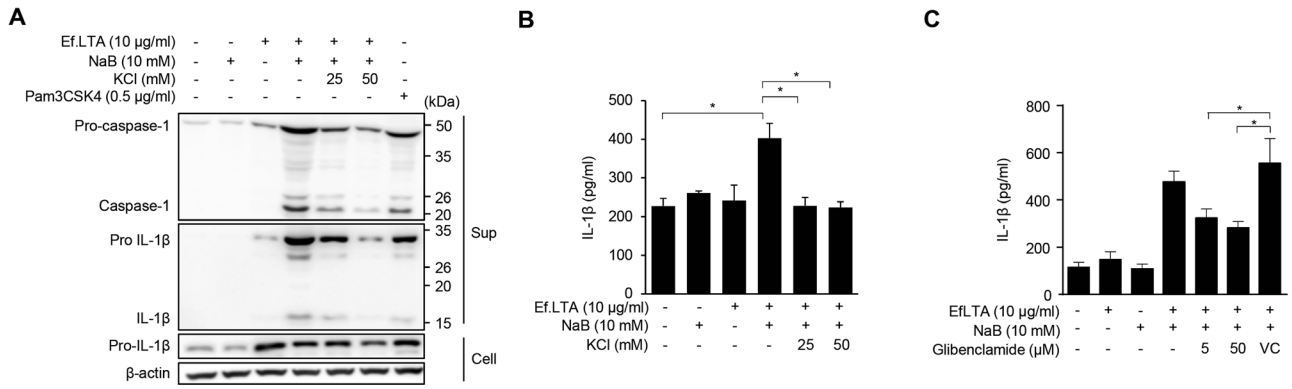 A
Ef.LTA (10 µg/ml) - - + + + + -
NaB (10 mM) - + - + + + -
KCl (mM) - - - - 25 50 -
Pam3CSK4 (0.5 µg/ml) - - - - - - +
(kDa)
Pro-caspase-1
50
35
26
Caspase-1
20
Pro IL-1β
35
26
20
IL-1β
15
Sup
Pro-IL-1β
β-actin
Cell
B
IL-1β (pg/ml)
500
400
300
200
100
0
* * *
Ef.LTA (10 µg/ml) - - + + + +
NaB (10 mM) - + - + + +
KCl (mM) - - - - 25 50
C
IL-1β (pg/ml)
800
600
400
200
0
* *
EfLTA (10 µg/ml) - + - + + + +
NaB (10 mM) - - + + + + +
Glibenclamide (µM) - - - - 5 50 VC